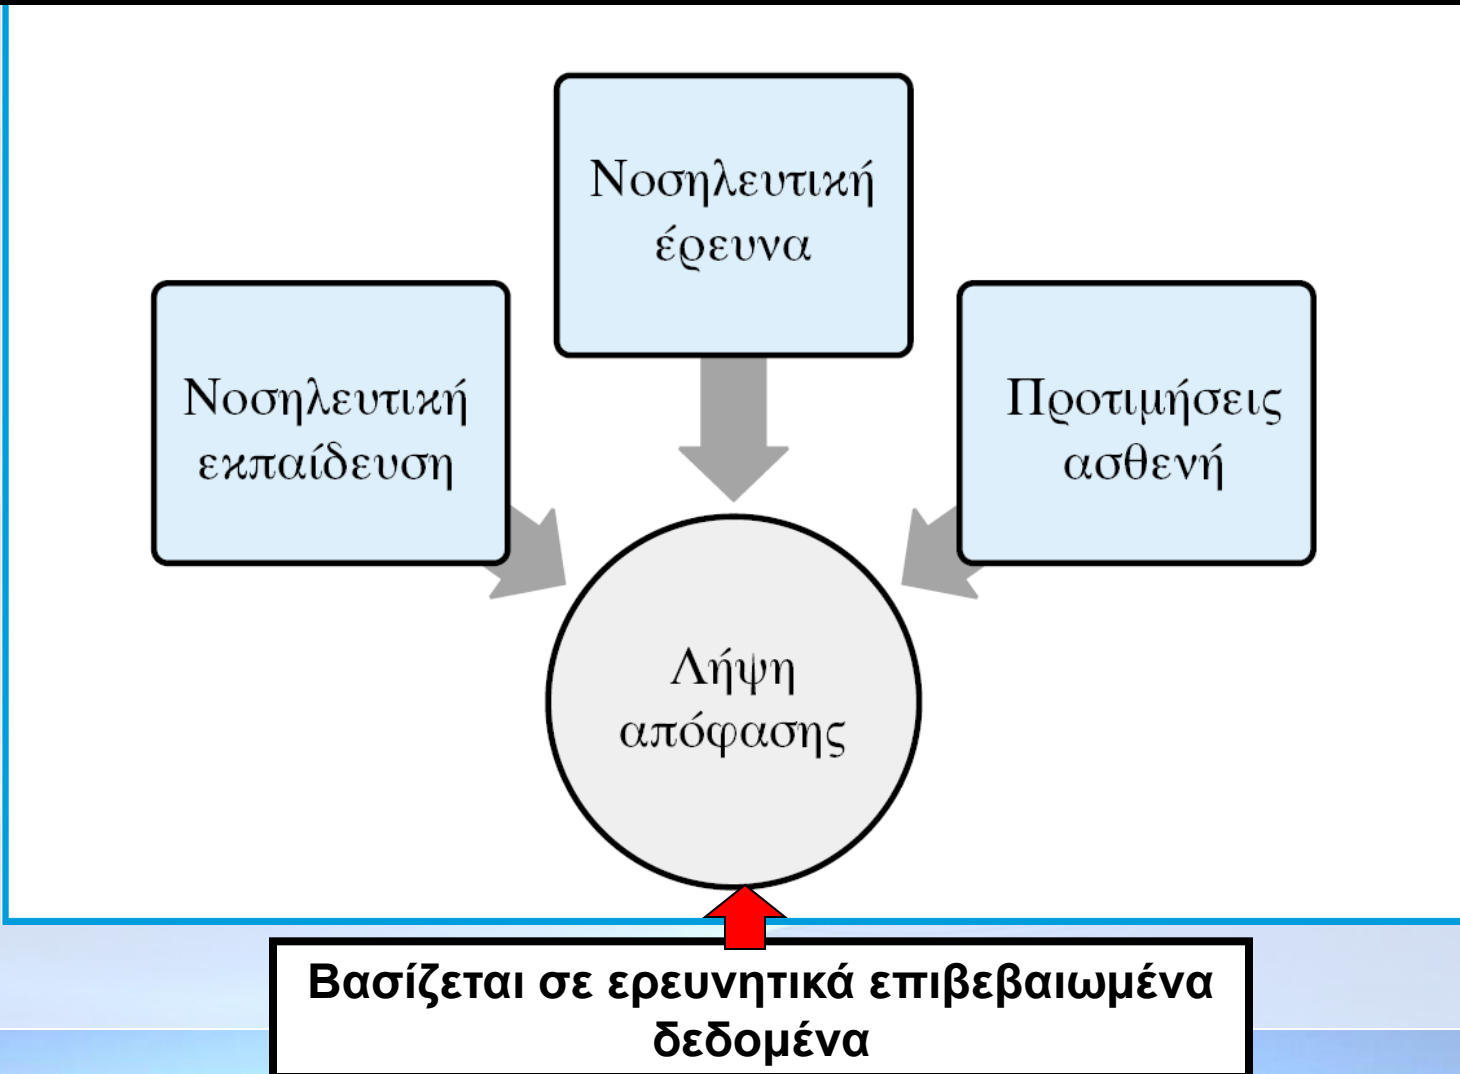 Νοσηλευτική
έρευνα
Νοσηλευτική
εκπαίδευση
Προτιμήσεις
ασθενή
Λήψη
απόφασης
Βασίζεται σε ερευνητικά επιβεβαιωμένα
δεδομένα